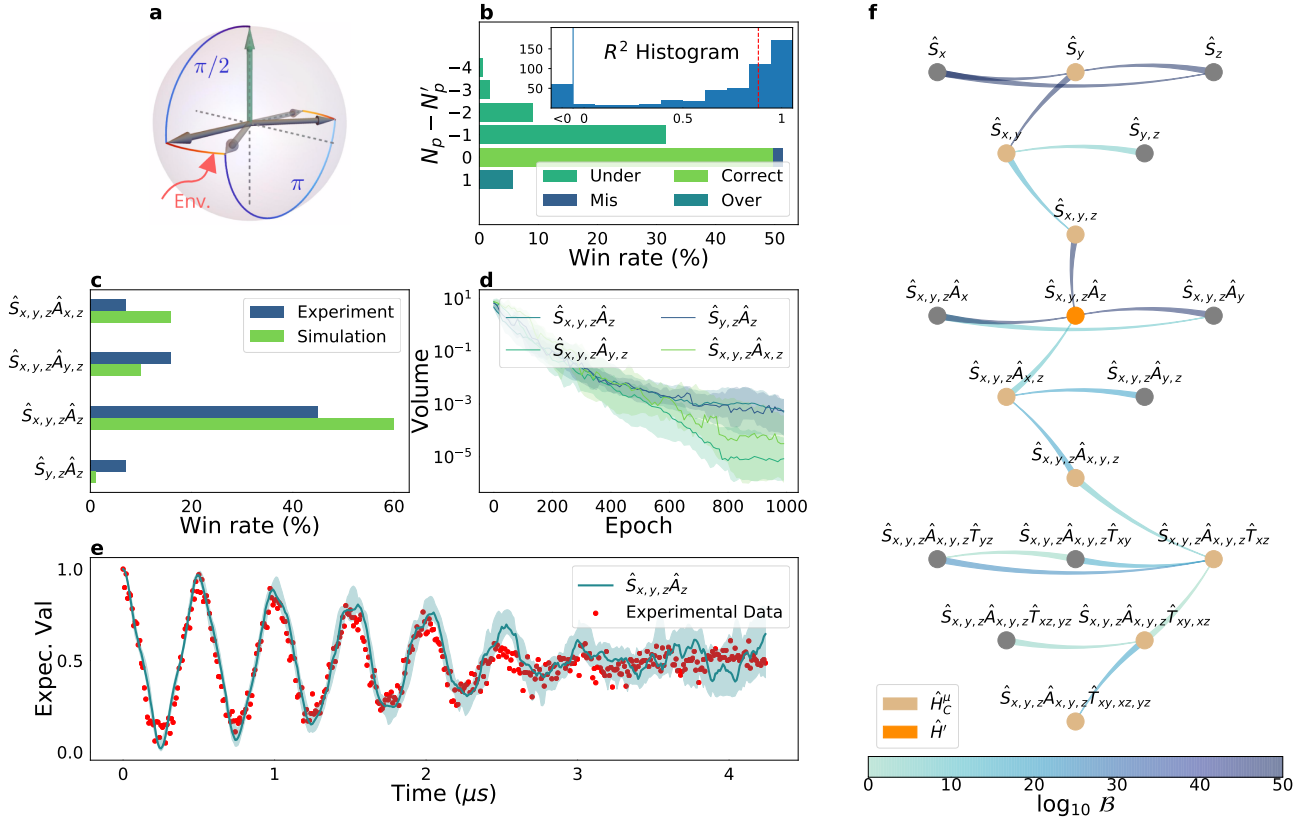 a
π/2
π
Env.
b
N_p − N'_p
−4
−3
−2
−1
0
1
R² Histogram
150
100
50
<0 0 0.5 1
Under Correct
Mis Over
0 10 20 30 40 50
Win rate (%)
c
Ŝ_{x,y,z}Â_{x,z}
Ŝ_{x,y,z}Â_{y,z}
Ŝ_{x,y,z}Â_z
Ŝ_{y,z}Â_z
Experiment
Simulation
0 20 40 60
Win rate (%)
d
Volume
10¹
10⁻¹
10⁻³
10⁻⁵
Ŝ_{x,y,z}Â_z Ŝ_{y,z}Â_z
Ŝ_{x,y,z}Â_{y,z} Ŝ_{x,y,z}Â_{x,z}
0 200 400 600 800 1000
Epoch
e
Expec. Val
1.0
0.5
0.0
Ŝ_{x,y,z}Â_z
Experimental Data
0 1 2 3 4
Time (μs)
f
Ŝ_x Ŝ_y Ŝ_z
Ŝ_{x,y} Ŝ_{y,z}
Ŝ_{x,y,z}
Ŝ_{x,y,z}Â_x Ŝ_{x,y,z}Â_z Ŝ_{x,y,z}Â_y
Ŝ_{x,y,z}Â_{x,z} Ŝ_{x,y,z}Â_{y,z}
Ŝ_{x,y,z}Â_{x,y,z}
Ŝ_{x,y,z}Â_{x,y,z}T̂_{yz} Ŝ_{x,y,z}Â_{x,y,z}T̂_{xy} Ŝ_{x,y,z}Â_{x,y,z}T̂_{xz}
Ŝ_{x,y,z}Â_{x,y,z}T̂_{xz,yz} Ŝ_{x,y,z}Â_{x,y,z}T̂_{xy,xz}
Ŝ_{x,y,z}Â_{x,y,z}T̂_{xy,xz,yz}
Ĥ_C^μ
Ĥ'
0 10 20 30 40 50
log₁₀ ℬ